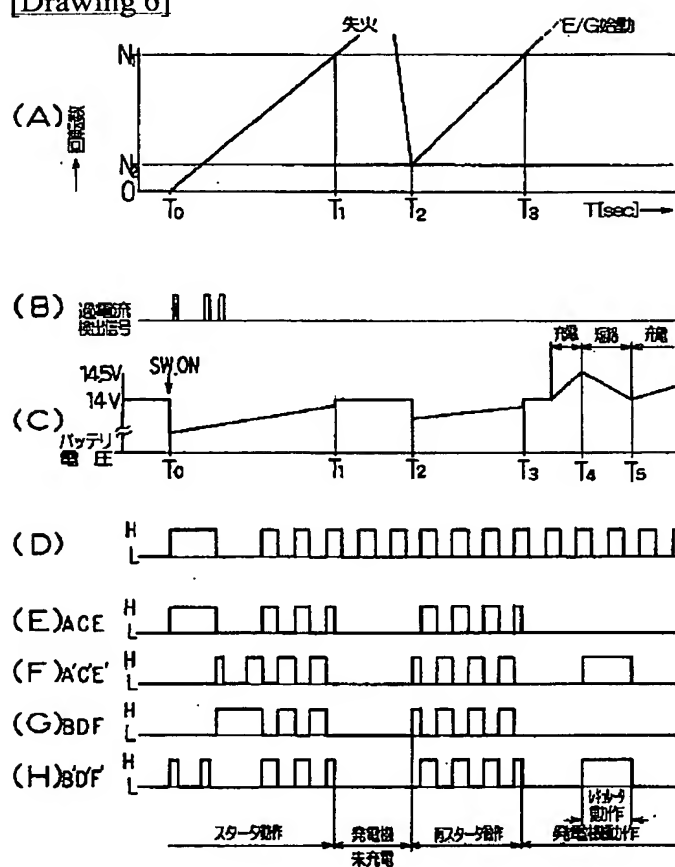 [Drawing 6]
失火
E/G始動
N1
(A)
回転数
N2
O
T0 T1 T2 T3 T[sec]
(B) 過電流
検出信号
充電 短絡 充電
14.5V SW.ON
14V
(C)
バッテリ
電圧
T0 T1 T2 T3 T4 T5
(D) H
L
(E)ACE H
L
(F)A'C'E' H
L
(G)BDF H
L
(H)B'D'F' H
L
レギュレータ
動作
スタータ動作 発電機 再スタータ動作 発電機動作
未充電